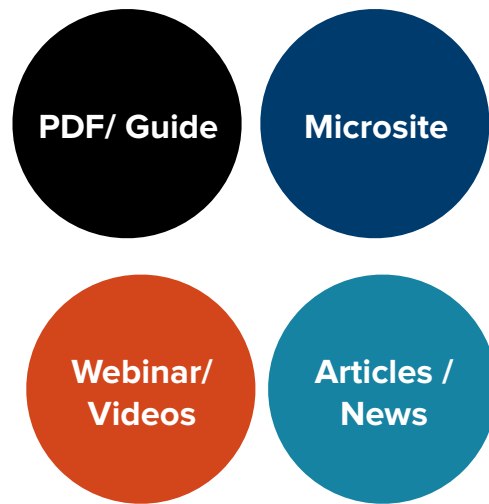 PDF/ Guide
Microsite
Webinar/
Videos
Articles /
News